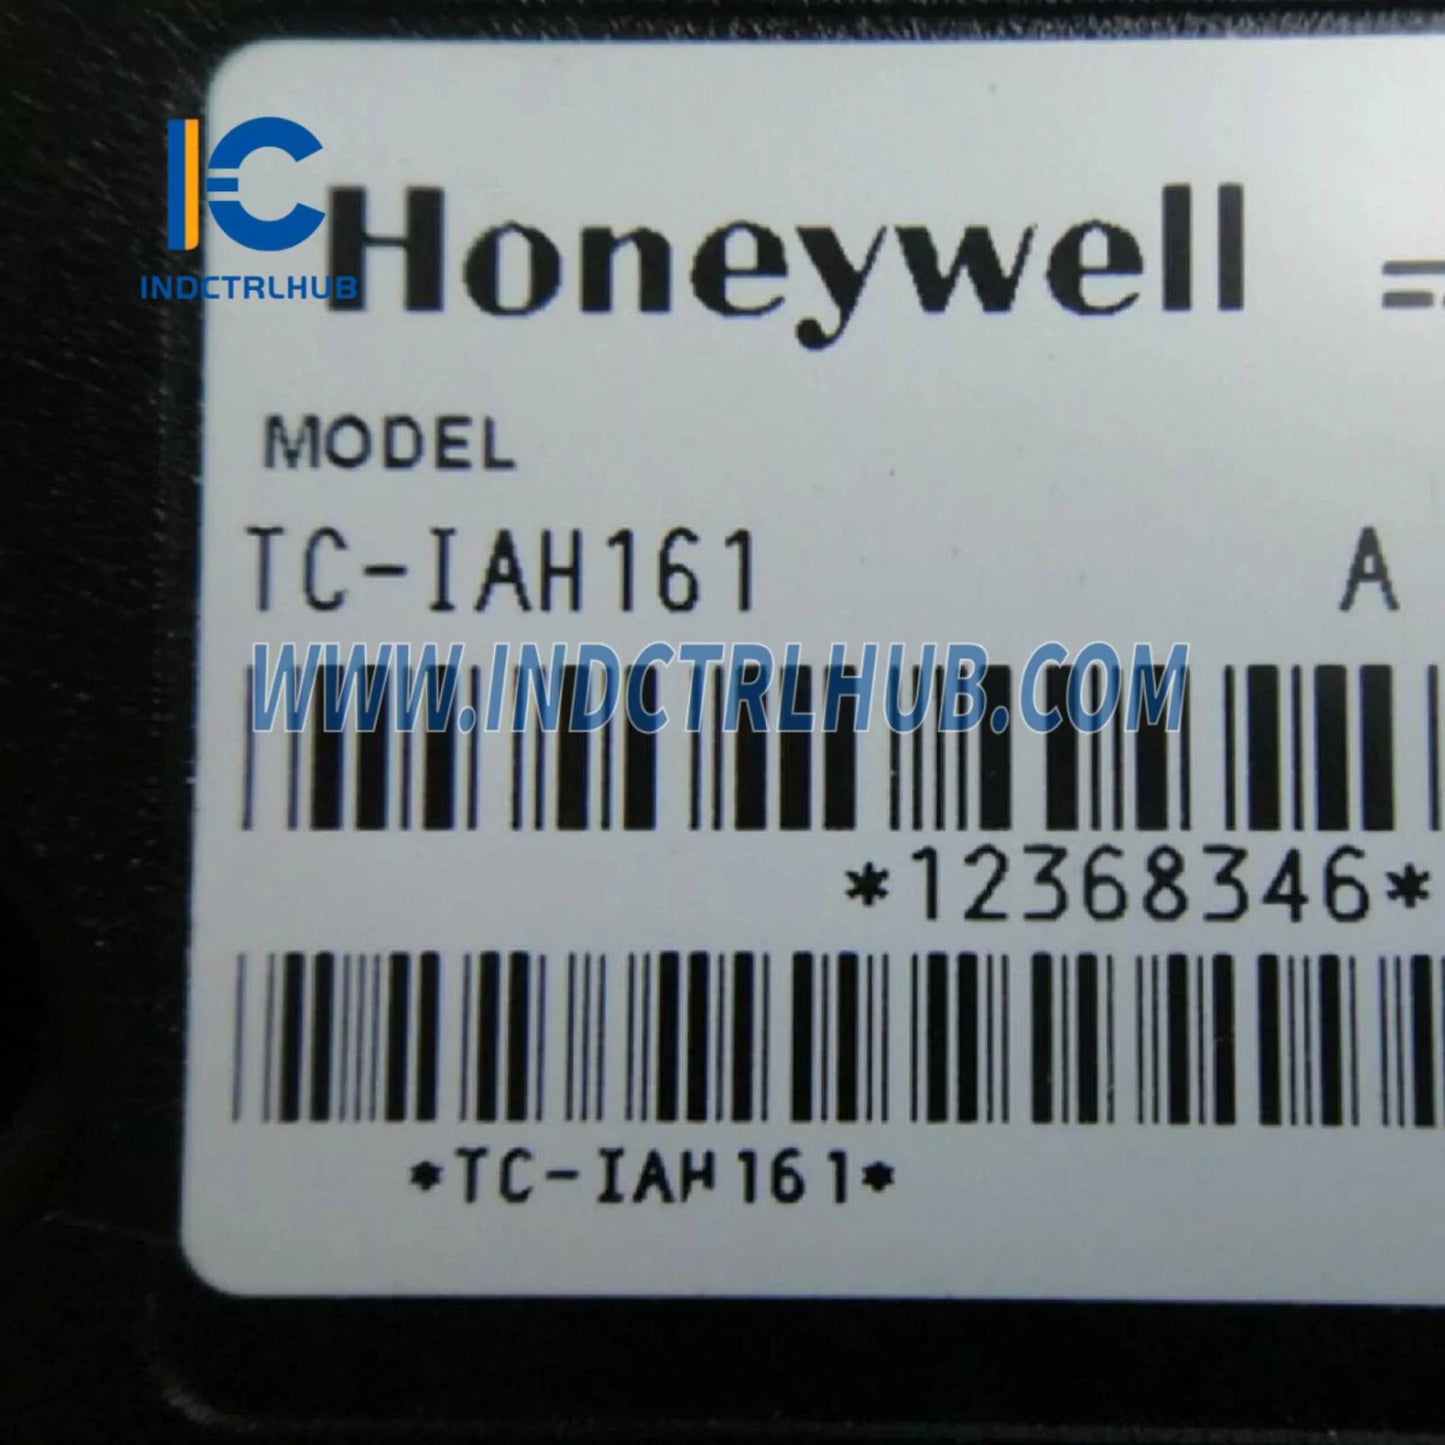 Honeywell
INDCTRLHUB
MODEL
TC-IAH161 A
WWW.INDCTRLHUB.COM
*12368346*
*TC-IAH161*